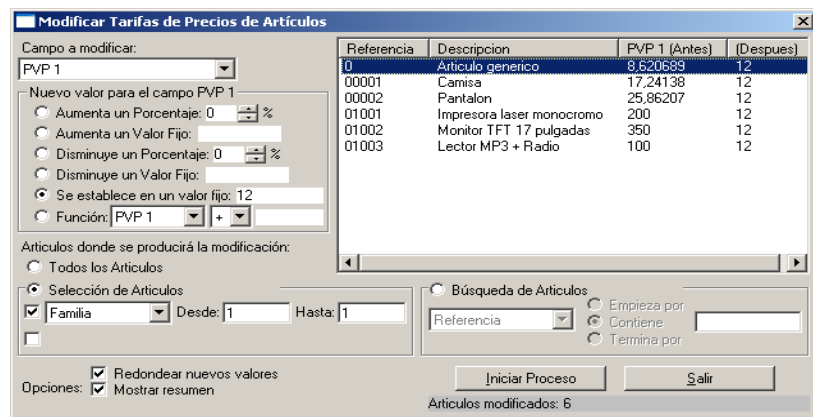 Modificar Tarifas de Precios de Artículos
Campo a modificar:
PVP 1
Nuevo valor para el campo PVP 1
Aumenta un Porcentaje: 0 %
Aumenta un Valor Fijo:
Disminuye un Porcentaje: 0 %
Disminuye un Valor Fijo:
Se establece en un valor fijo: 12
Función: PVP 1 +
Referencia Descripcion PVP 1 (Antes) (Despues)
0 Articulo generico 8,620689 12
00001 Camisa 17,24138 12
00002 Pantalon 25,86207 12
01001 Impresora laser monocromo 200 12
01002 Monitor TFT 17 pulgadas 350 12
01003 Lector MP3 + Radio 100 12
Articulos donde se producirá la modificación:
Todos los Articulos
Selección de Articulos
Familia Desde: 1 Hasta: 1
Búsqueda de Articulos
Referencia
Empieza por
Contiene
Termina por
Opciones:
Redondear nuevos valores
Mostrar resumen
Iniciar Proceso
Salir
Articulos modificados: 6